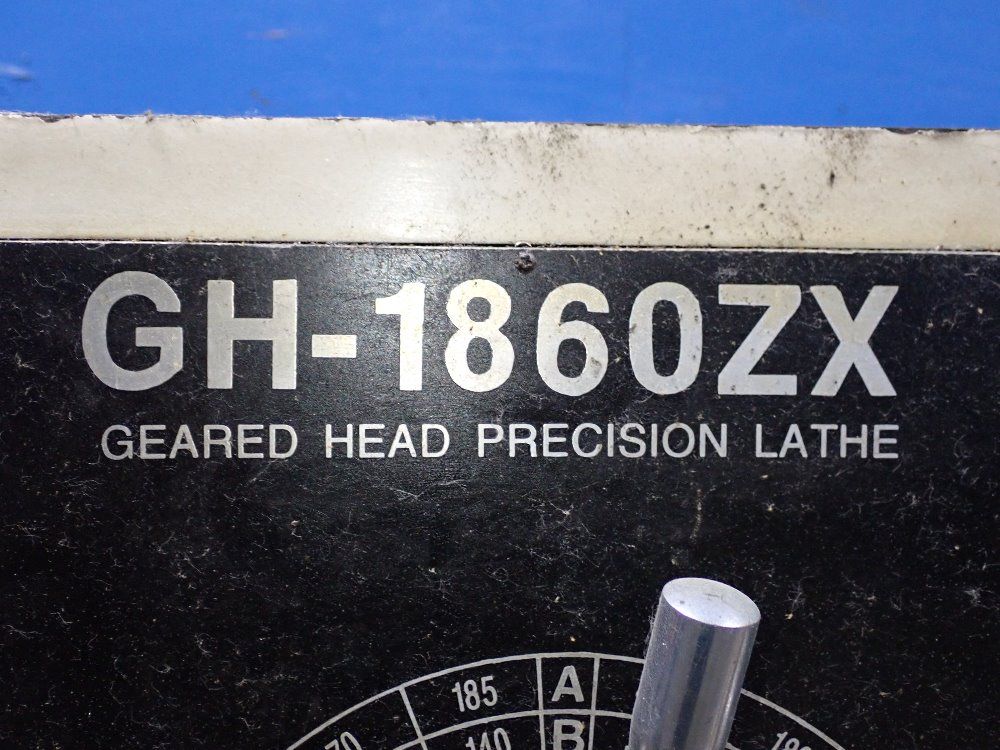 GH-1860ZX
GEARED HEAD PRECISION LATHE
185 A
140 B